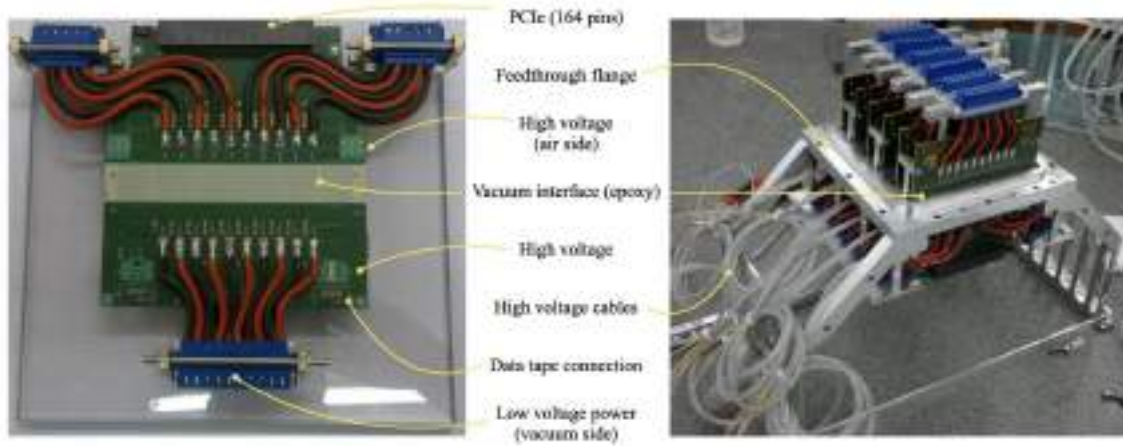 PCIe (164 pins)
Feedthrough flange
High voltage
(air side)
Vacuum interface (epoxy)
High voltage
High voltage cables
Data tape connection
Low voltage power
(vacuum side)